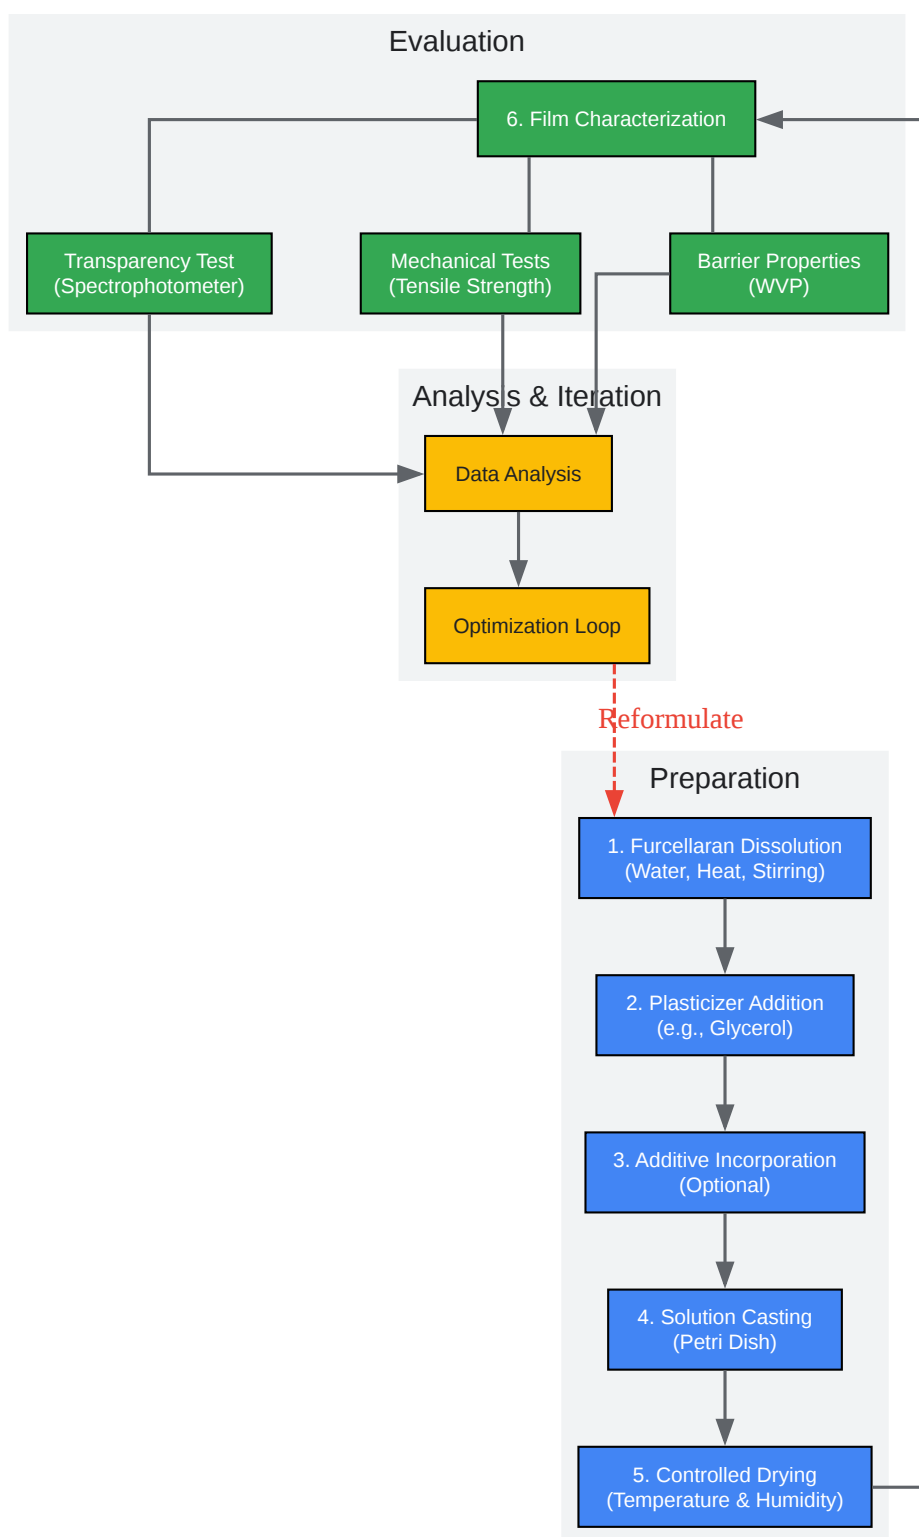 Evaluation
6. Film Characterization
Transparency Test
(Spectrophotometer)
Mechanical Tests
(Tensile Strength)
Barrier Properties
(WVP)
Analysis & Iteration
Data Analysis
Optimization Loop
Reformulate
Preparation
1. Furcellaran Dissolution
(Water, Heat, Stirring)
2. Plasticizer Addition
(e.g., Glycerol)
3. Additive Incorporation
(Optional)
4. Solution Casting
(Petri Dish)
5. Controlled Drying
(Temperature & Humidity)